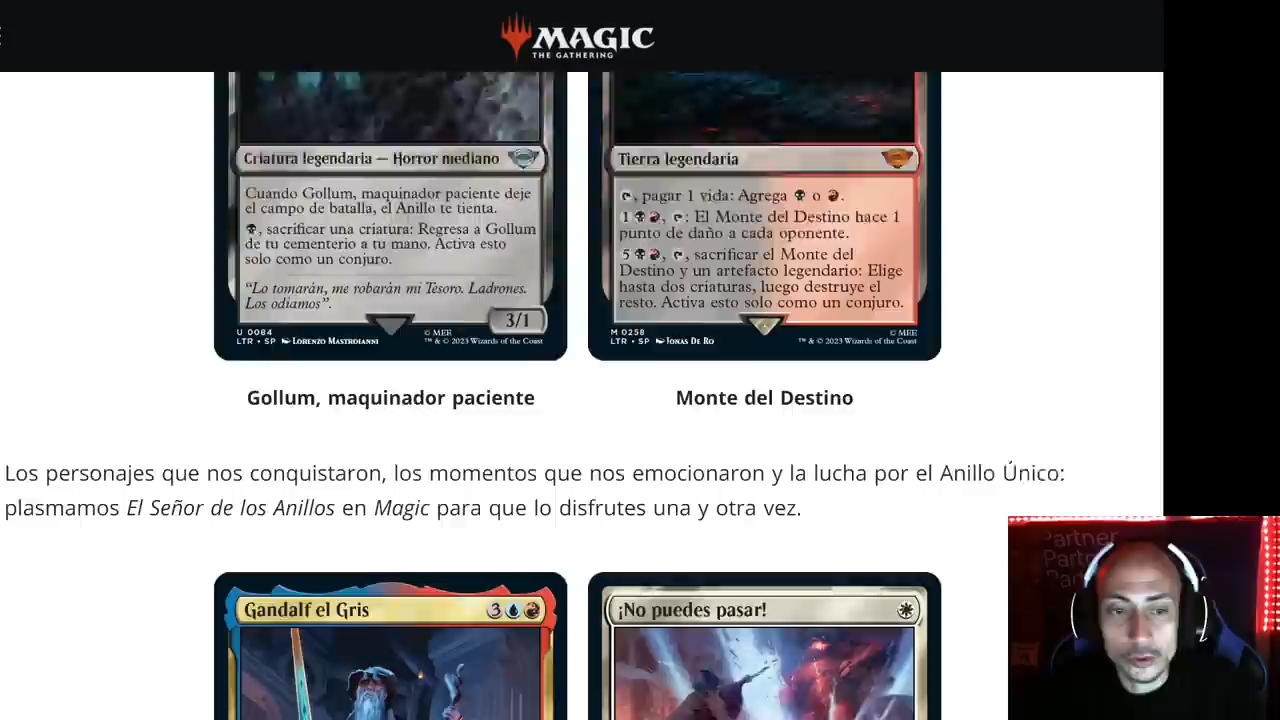 MAGIC
THE GATHERING
Criatura legendaria — Horror mediano
Cuando Gollum, maquinador paciente deje
el campo de batalla, el Anillo te tienta.
, sacrificar una criatura: Regresa a Gollum
de tu cementerio a tu mano. Activa esto
solo como un conjuro.
"Lo tomarán, me robarán mi Tesoro. Ladrones.
Los odiamos".
3/1
U 0084
LTR • SP LORENZO MASTROIANNI
© MEE
™ & © 2023 Wizards of the Coast
Gollum, maquinador paciente
Tierra legendaria
, pagar 1 vida: Agrega o .
1 , : El Monte del Destino hace 1
punto de daño a cada oponente.
5 , , sacrificar el Monte del
Destino y un artefacto legendario: Elige
hasta dos criaturas, luego destruye el
resto. Activa esto solo como un conjuro.
M 0258
LTR • SP JONAS DE RO
© MEE
™ & © 2023 Wizards of the Coast
Monte del Destino
Los personajes que nos conquistaron, los momentos que nos emocionaron y la lucha por el Anillo Único:
plasmamos El Señor de los Anillos en Magic para que lo disfrutes una y otra vez.
Gandalf el Gris 3
¡No puedes pasar!
Partner
Part
Par